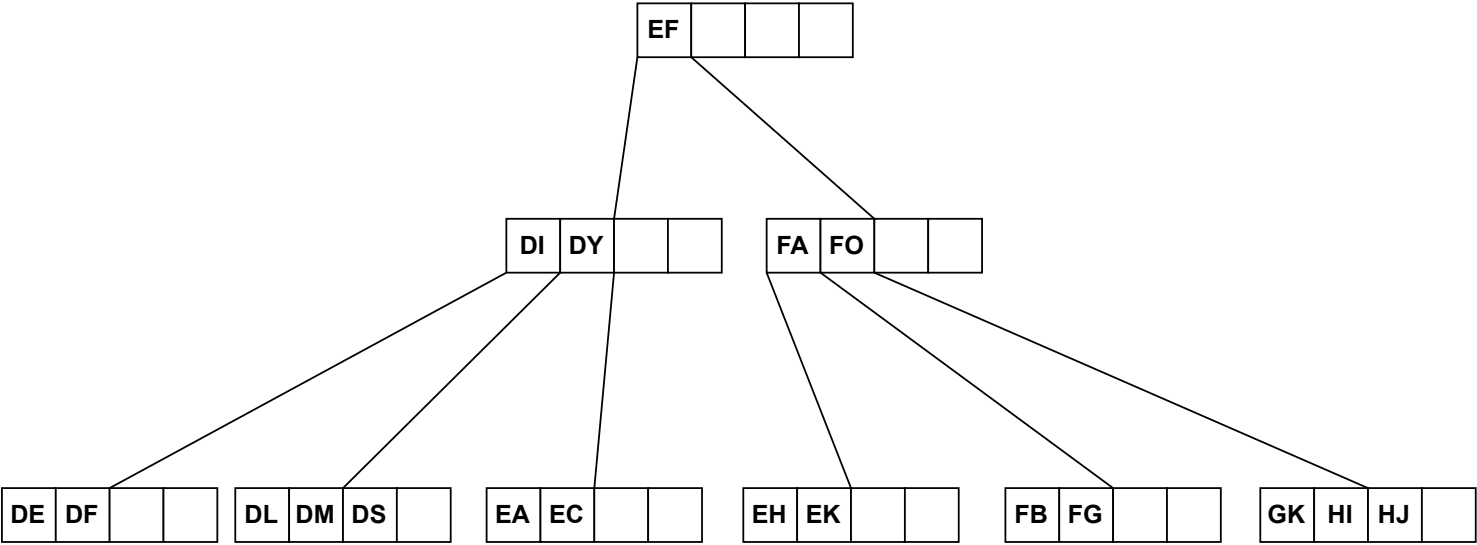 EF
DI DY FA FO
DE DF DL DM DS EA EC EH EK FB FG GK HI HJ